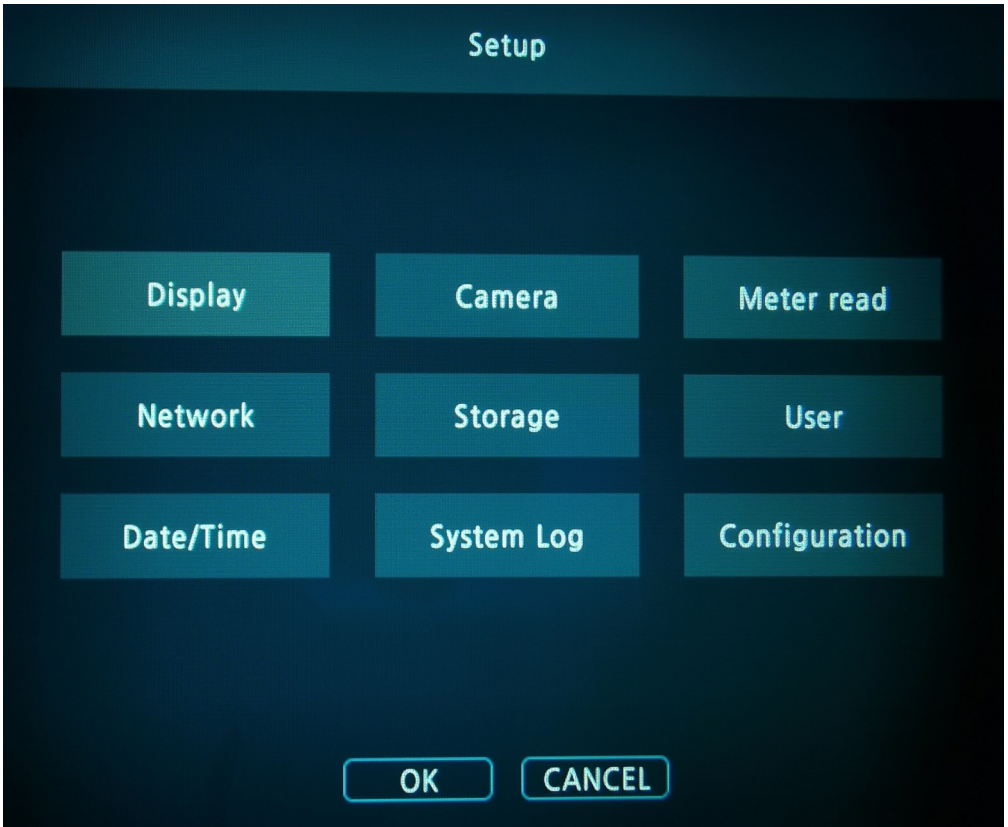 Setup
Display
Camera
Meter read
Network
Storage
User
Date/Time
System Log
Configuration
OK
CANCEL